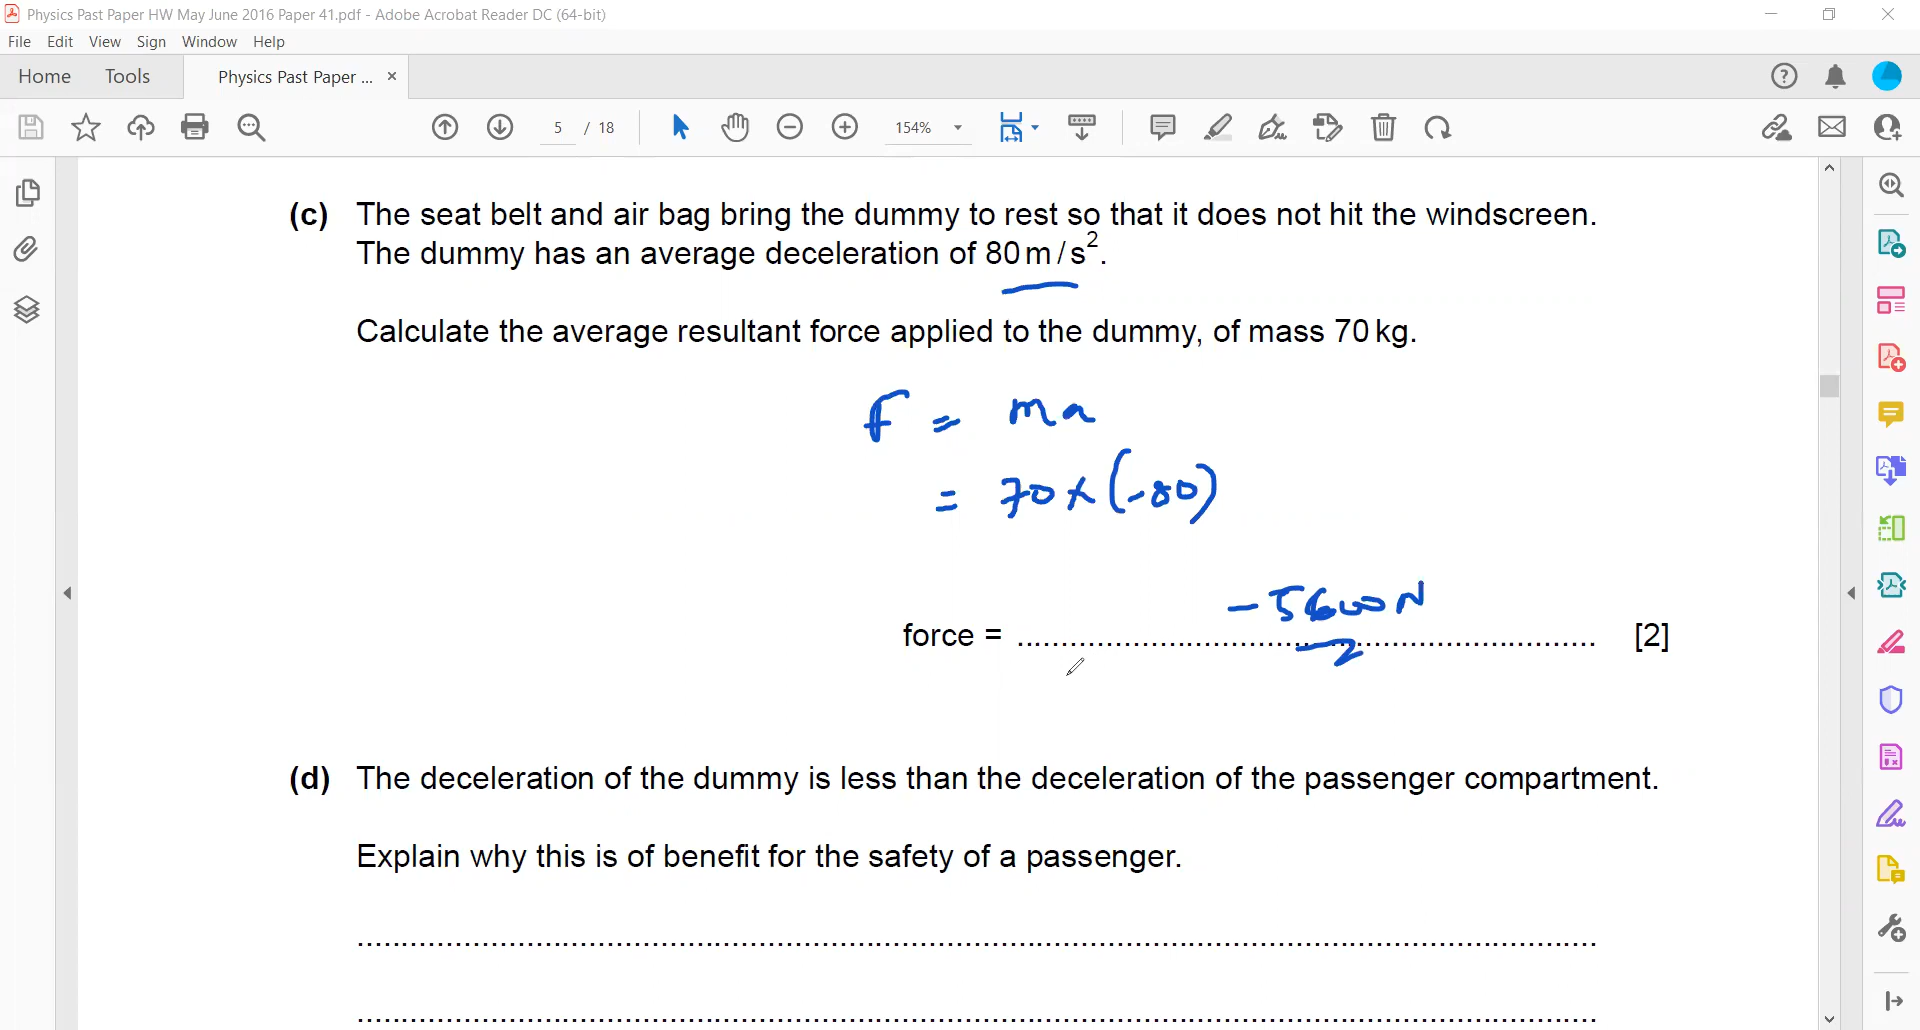 Physics Past Paper HW May June 2016 Paper 41.pdf - Adobe Acrobat Reader DC (64-bit)
File Edit View Sign Window Help
Home Tools Physics Past Paper ... ×
5 / 18 154%
(c) The seat belt and air bag bring the dummy to rest so that it does not hit the windscreen.
The dummy has an average deceleration of 80 m / s².
Calculate the average resultant force applied to the dummy, of mass 70 kg.
F = ma
= 70 × (-80)
- 5600 N
force = .......................................................................... [2]
(d) The deceleration of the dummy is less than the deceleration of the passenger compartment.
Explain why this is of benefit for the safety of a passenger.